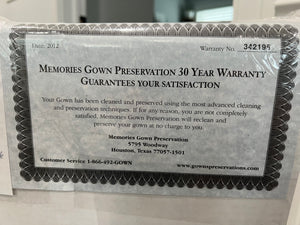 Date: 2012
Warranty No. 342195
MEMORIES GOWN PRESERVATION 30 YEAR WARRANTY
GUARANTEES YOUR SATISFACTION
Your Gown has been cleaned and preserved using the most advanced cleaning
and preservation techniques. If for any reason, you are not completely
satisfied, Memories Gown Preservation will reclean and
preserve your gown at no charge to you.
Memories Gown Preservation
5795 Woodway
Houston, Texas 77057-1501
Customer Service 1-866-492-GOWN
www.gownspreservations.com